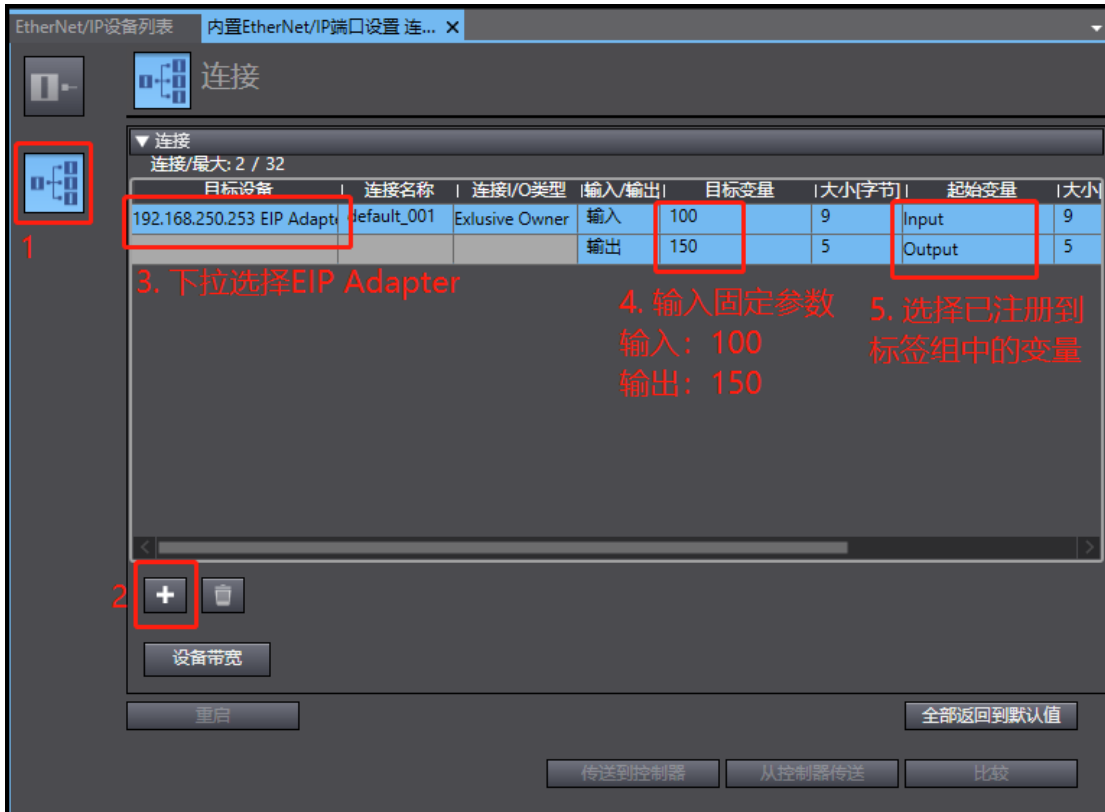 EtherNet/IP设备列表 内置EtherNet/IP端口设置 连...
连接
连接
连接/最大: 2 / 32
目标设备 连接名称 连接I/O类型 输入/输出 目标变量 大小[字节] 起始变量 大小[
192.168.250.253 EIP Adapte default_001 Exlusive Owner 输入 100 9 Input 9
输出 150 5 Output 5
1
3. 下拉选择EIP Adapter
4. 输入固定参数
输入：100
输出：150
5. 选择已注册到
标签组中的变量
2
+
设备带宽
重启 全部返回到默认值
传送到控制器 从控制器传送 比较